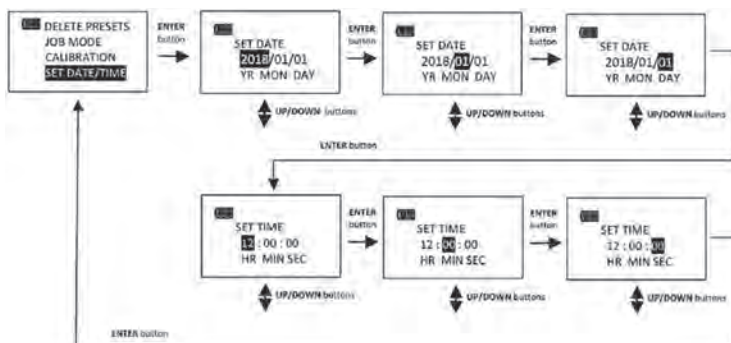 DELETE PRESETS
JOB MODE
CALIBRATION
SET DATE/TIME
ENTER
button
SET DATE
2018/01/01
YR MON DAY
UP/DOWN buttons
ENTER
button
SET DATE
2018/01/01
YR MON DAY
UP/DOWN buttons
ENTER
button
SET DATE
2018/01/01
YR MON DAY
UP/DOWN buttons
ENTER button
SET TIME
12 : 00 : 00
HR MIN SEC
UP/DOWN buttons
ENTER
button
SET TIME
12 : 00 : 00
HR MIN SEC
UP/DOWN buttons
ENTER
button
SET TIME
12 : 00 : 00
HR MIN SEC
UP/DOWN buttons
ENTER button